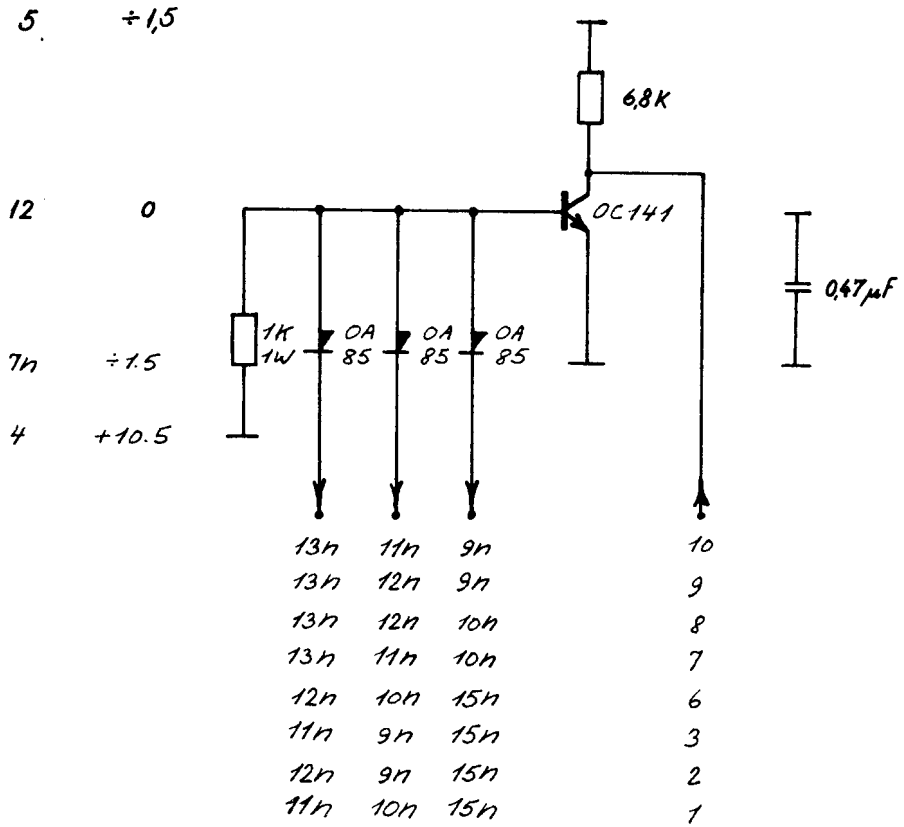 5 ÷1,5
6,8K
12 0 OC141
0,47µF
1K OA OA OA
1W 85 85 85
7n ÷1.5
4 +10.5
13n 11n 9n 10
13n 12n 9n 9
13n 12n 10n 8
13n 11n 10n 7
12n 10n 15n 6
11n 9n 15n 3
12n 9n 15n 2
11n 10n 15n 1